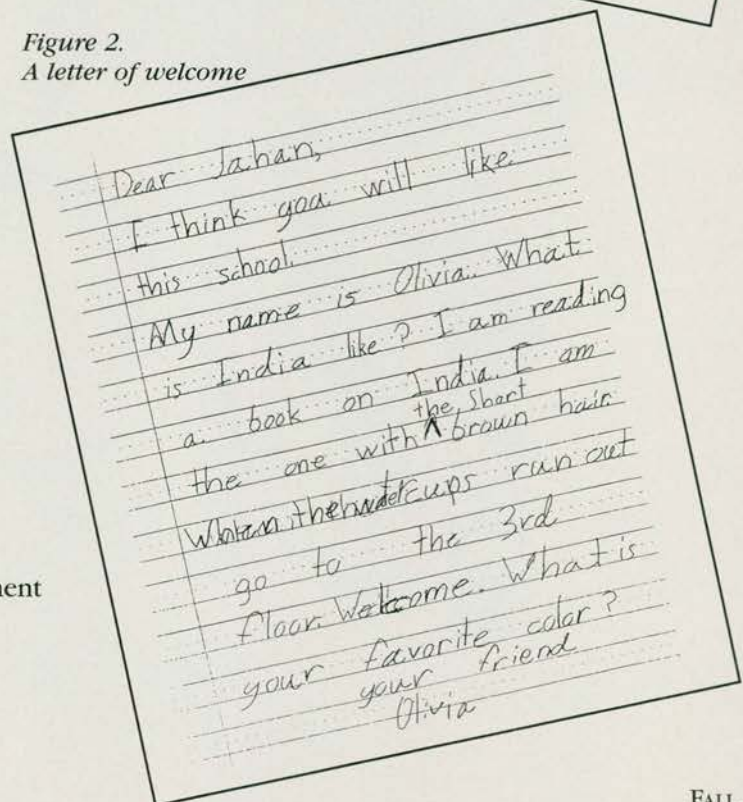 Figure 2.
A letter of welcome
Dear Jahan,
I think you will like
this school.
My name is Olivia. What
is India like? I am reading
a book on India. I am
the short
the one with ^ brown hair
When the water cups run out
go to the 3rd
floor. Welcome. What is
your favorite color?
your friend
Olivia
ent
FALL